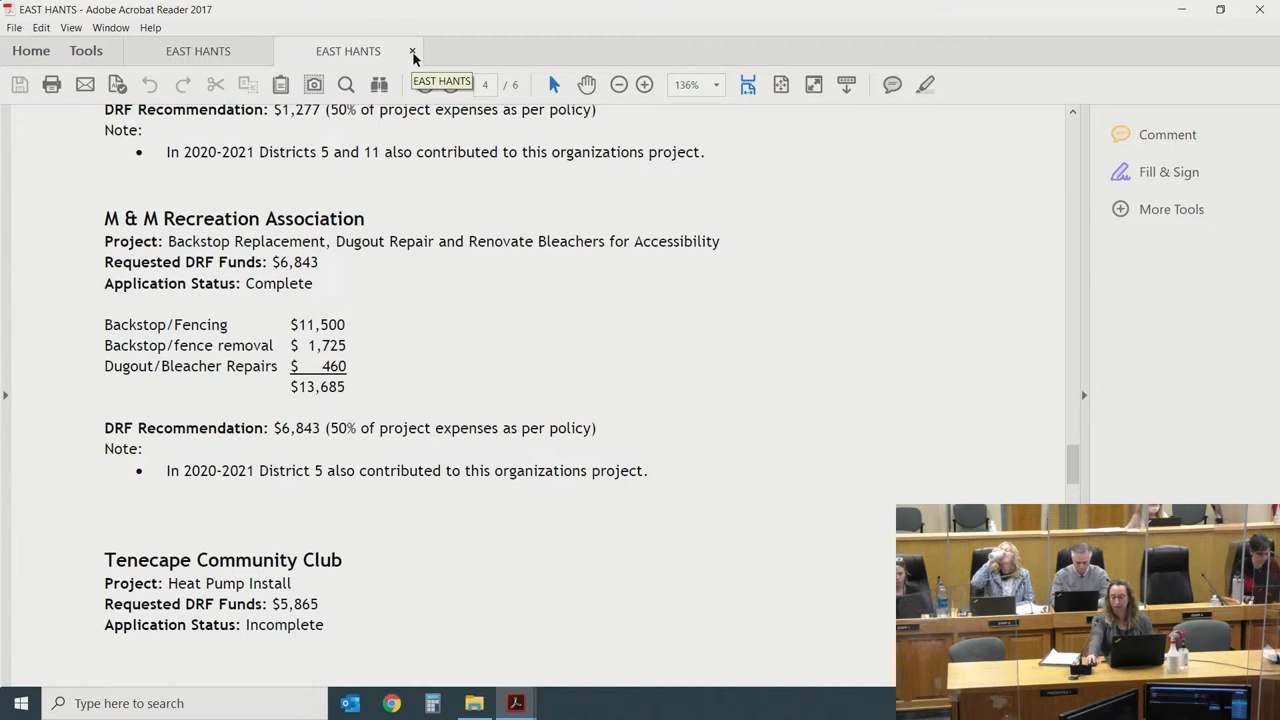 EAST HANTS - Adobe Acrobat Reader 2017
File Edit View Window Help
Home Tools EAST HANTS EAST HANTS
EAST HANTS 4 / 6 136%
DRF Recommendation: $1,277 (50% of project expenses as per policy)
Note:
• In 2020-2021 Districts 5 and 11 also contributed to this organizations project.
M & M Recreation Association
Project: Backstop Replacement, Dugout Repair and Renovate Bleachers for Accessibility
Requested DRF Funds: $6,843
Application Status: Complete
Backstop/Fencing $11,500
Backstop/fence removal $ 1,725
Dugout/Bleacher Repairs $ 460
$13,685
DRF Recommendation: $6,843 (50% of project expenses as per policy)
Note:
• In 2020-2021 District 5 also contributed to this organizations project.
Tenecape Community Club
Project: Heat Pump Install
Requested DRF Funds: $5,865
Application Status: Incomplete
Comment
Fill & Sign
More Tools
Type here to search